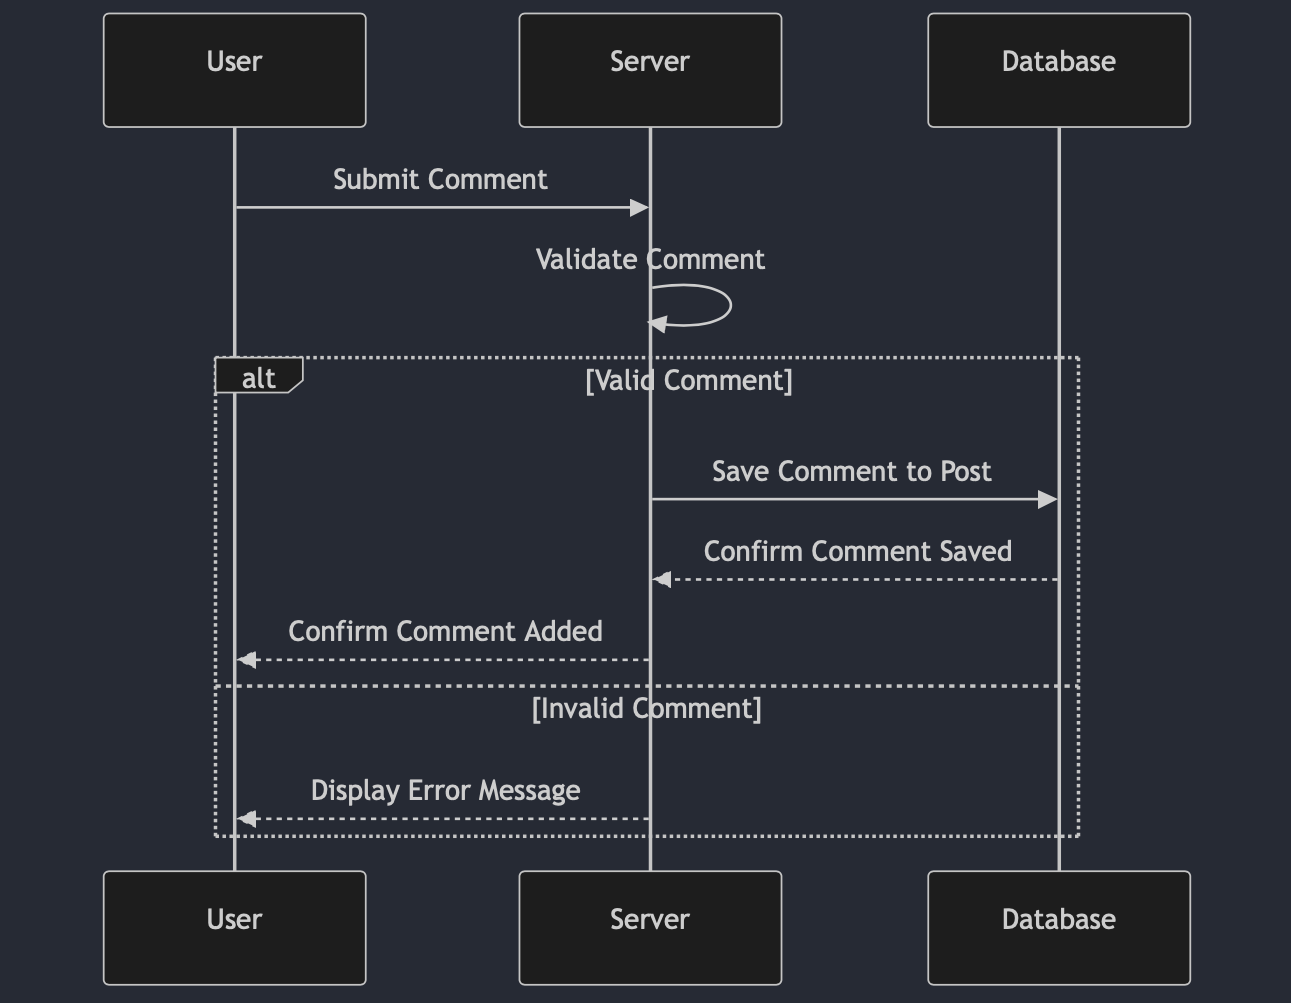 User
Server
Database
Submit Comment
Validate Comment
alt
[Valid Comment]
Save Comment to Post
Confirm Comment Saved
Confirm Comment Added
[Invalid Comment]
Display Error Message
User
Server
Database